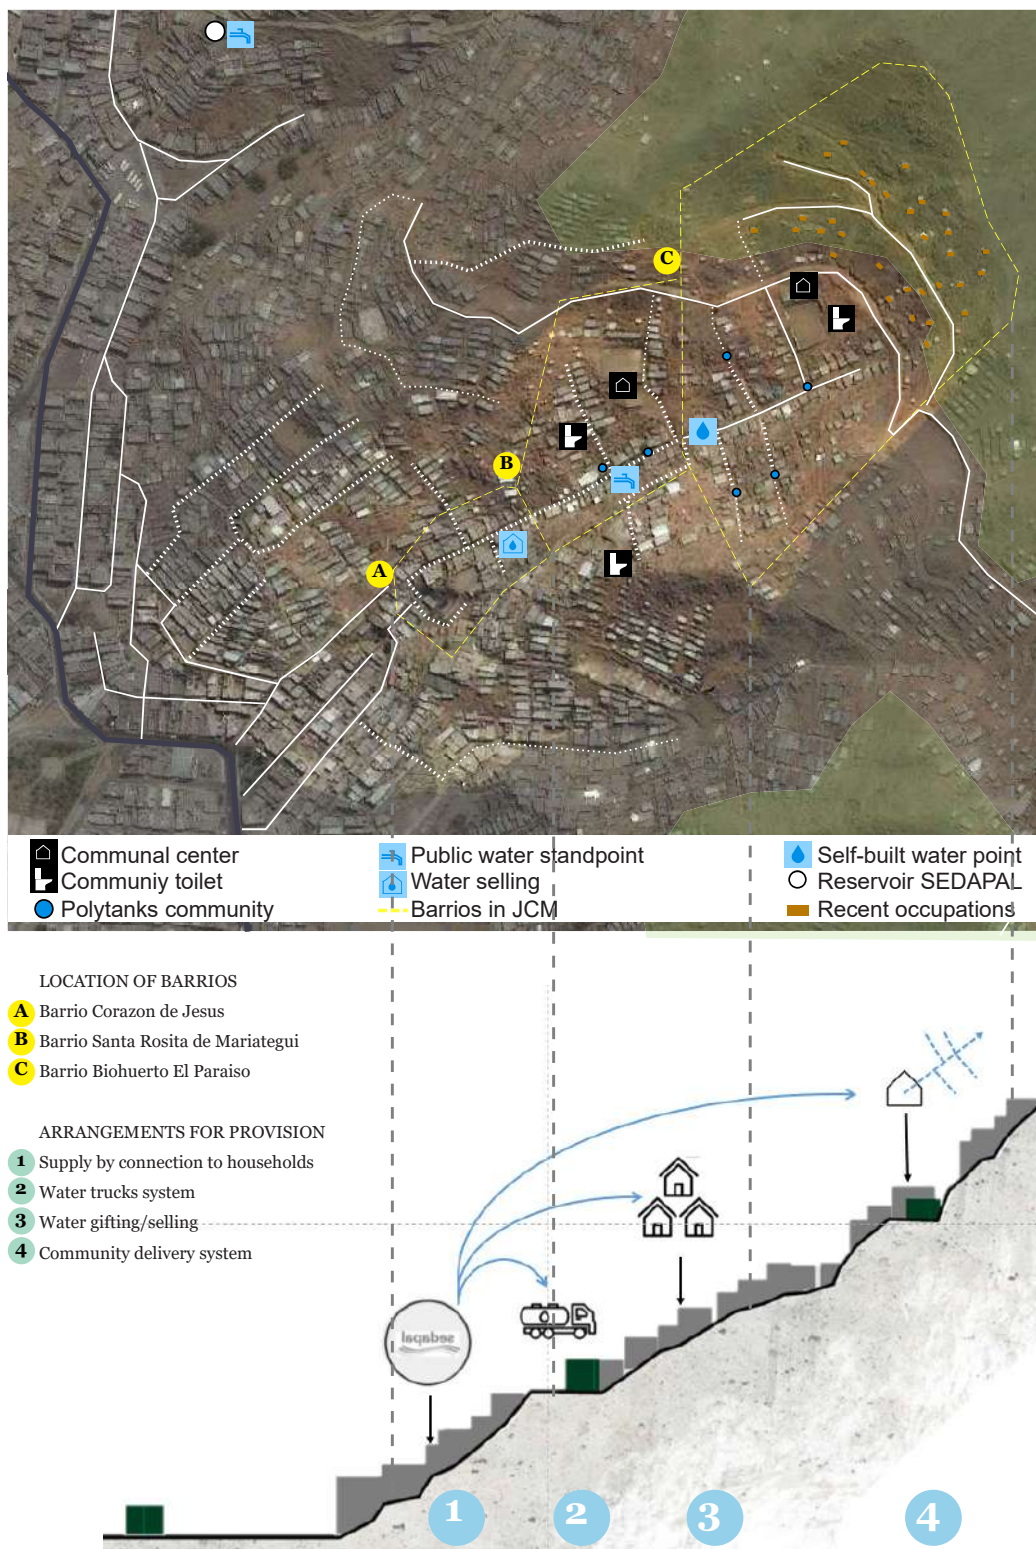 C
B
A
Communal center
Communiy toilet
Polytanks community
Public water standpoint
Water selling
Barrios in JCM
Self-built water point
Reservoir SEDAPAL
Recent occupations
LOCATION OF BARRIOS
A Barrio Corazon de Jesus
B Barrio Santa Rosita de Mariategui
C Barrio Biohuerto El Paraiso
ARRANGEMENTS FOR PROVISION
1 Supply by connection to households
2 Water trucks system
3 Water gifting/selling
4 Community delivery system
sedapal
1 2 3 4